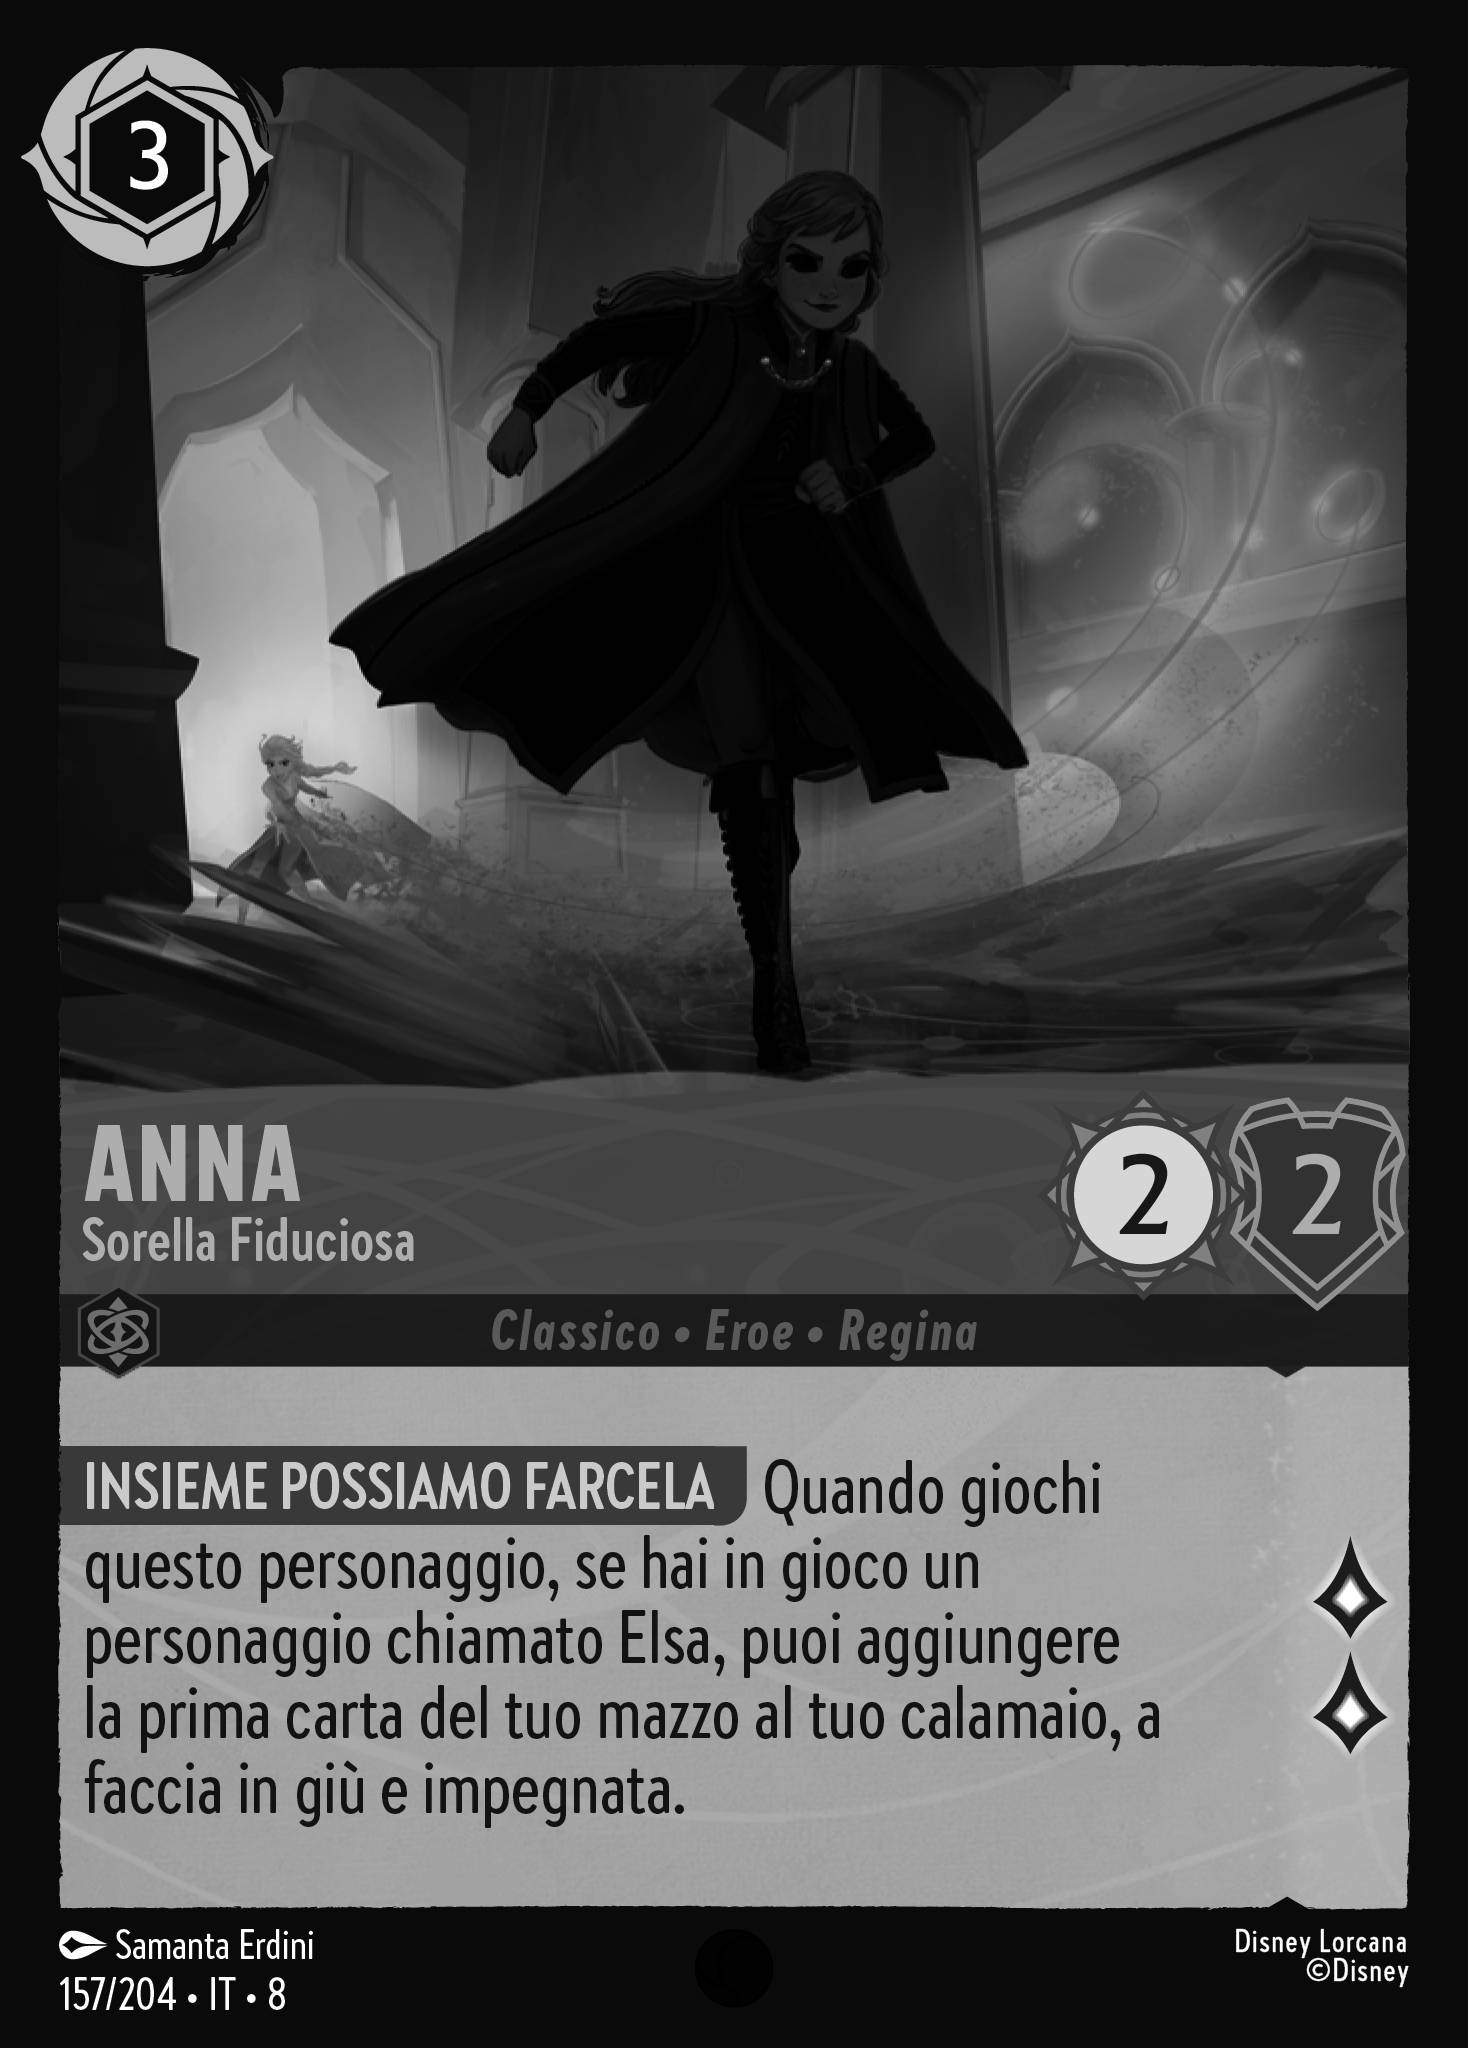 3
ANNA
Sorella Fiduciosa
2 2
Classico • Eroe • Regina
INSIEME POSSIAMO FARCELA Quando giochi
questo personaggio, se hai in gioco un
personaggio chiamato Elsa, puoi aggiungere
la prima carta del tuo mazzo al tuo calamaio, a
faccia in giù e impegnata.
Samanta Erdini
157/204 • IT • 8
Disney Lorcana
©Disney